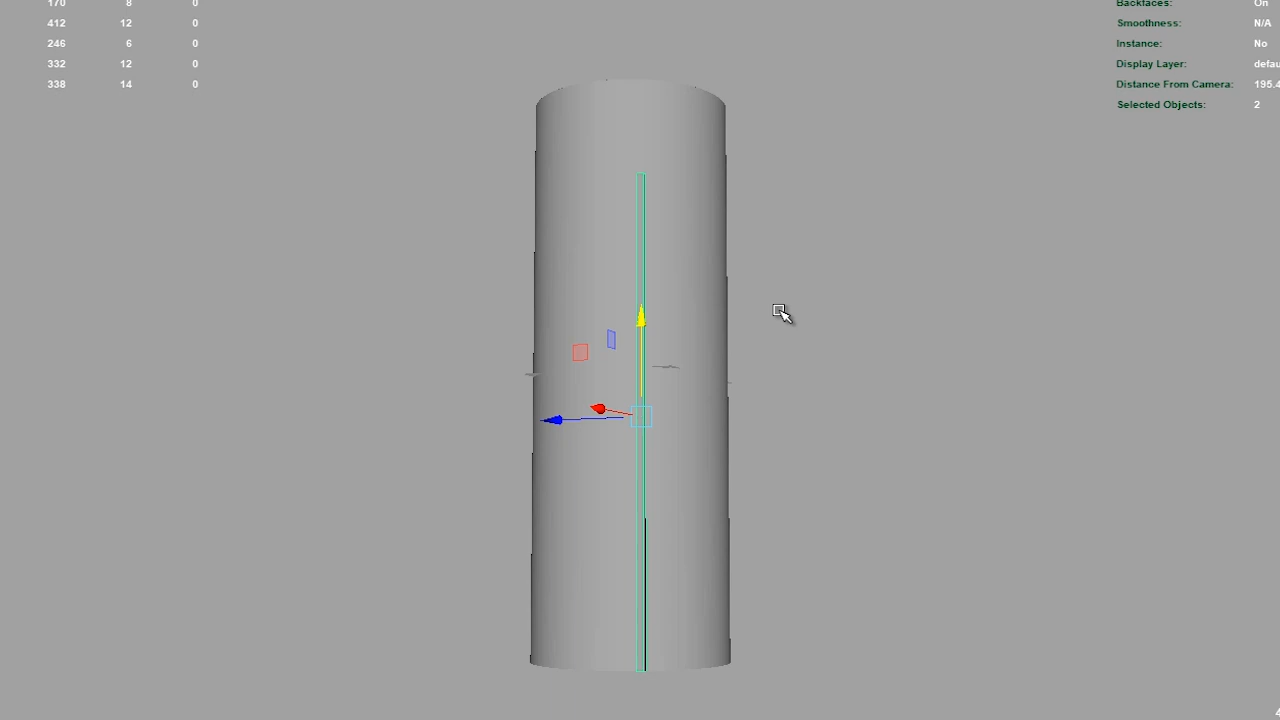 170 8 0
412 12 0
246 6 0
332 12 0
338 14 0
Backfaces: On
Smoothness: N/A
Instance: No
Display Layer: defau
Distance From Camera: 195.4
Selected Objects: 2